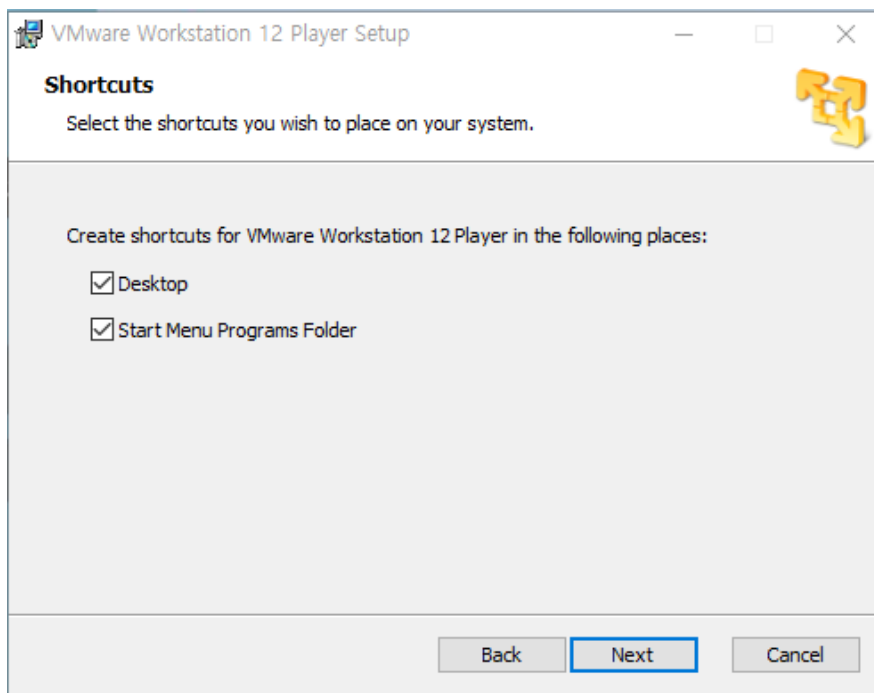 VMware Workstation 12 Player Setup
Shortcuts
Select the shortcuts you wish to place on your system.
Create shortcuts for VMware Workstation 12 Player in the following places:
Desktop
Start Menu Programs Folder
Back Next Cancel